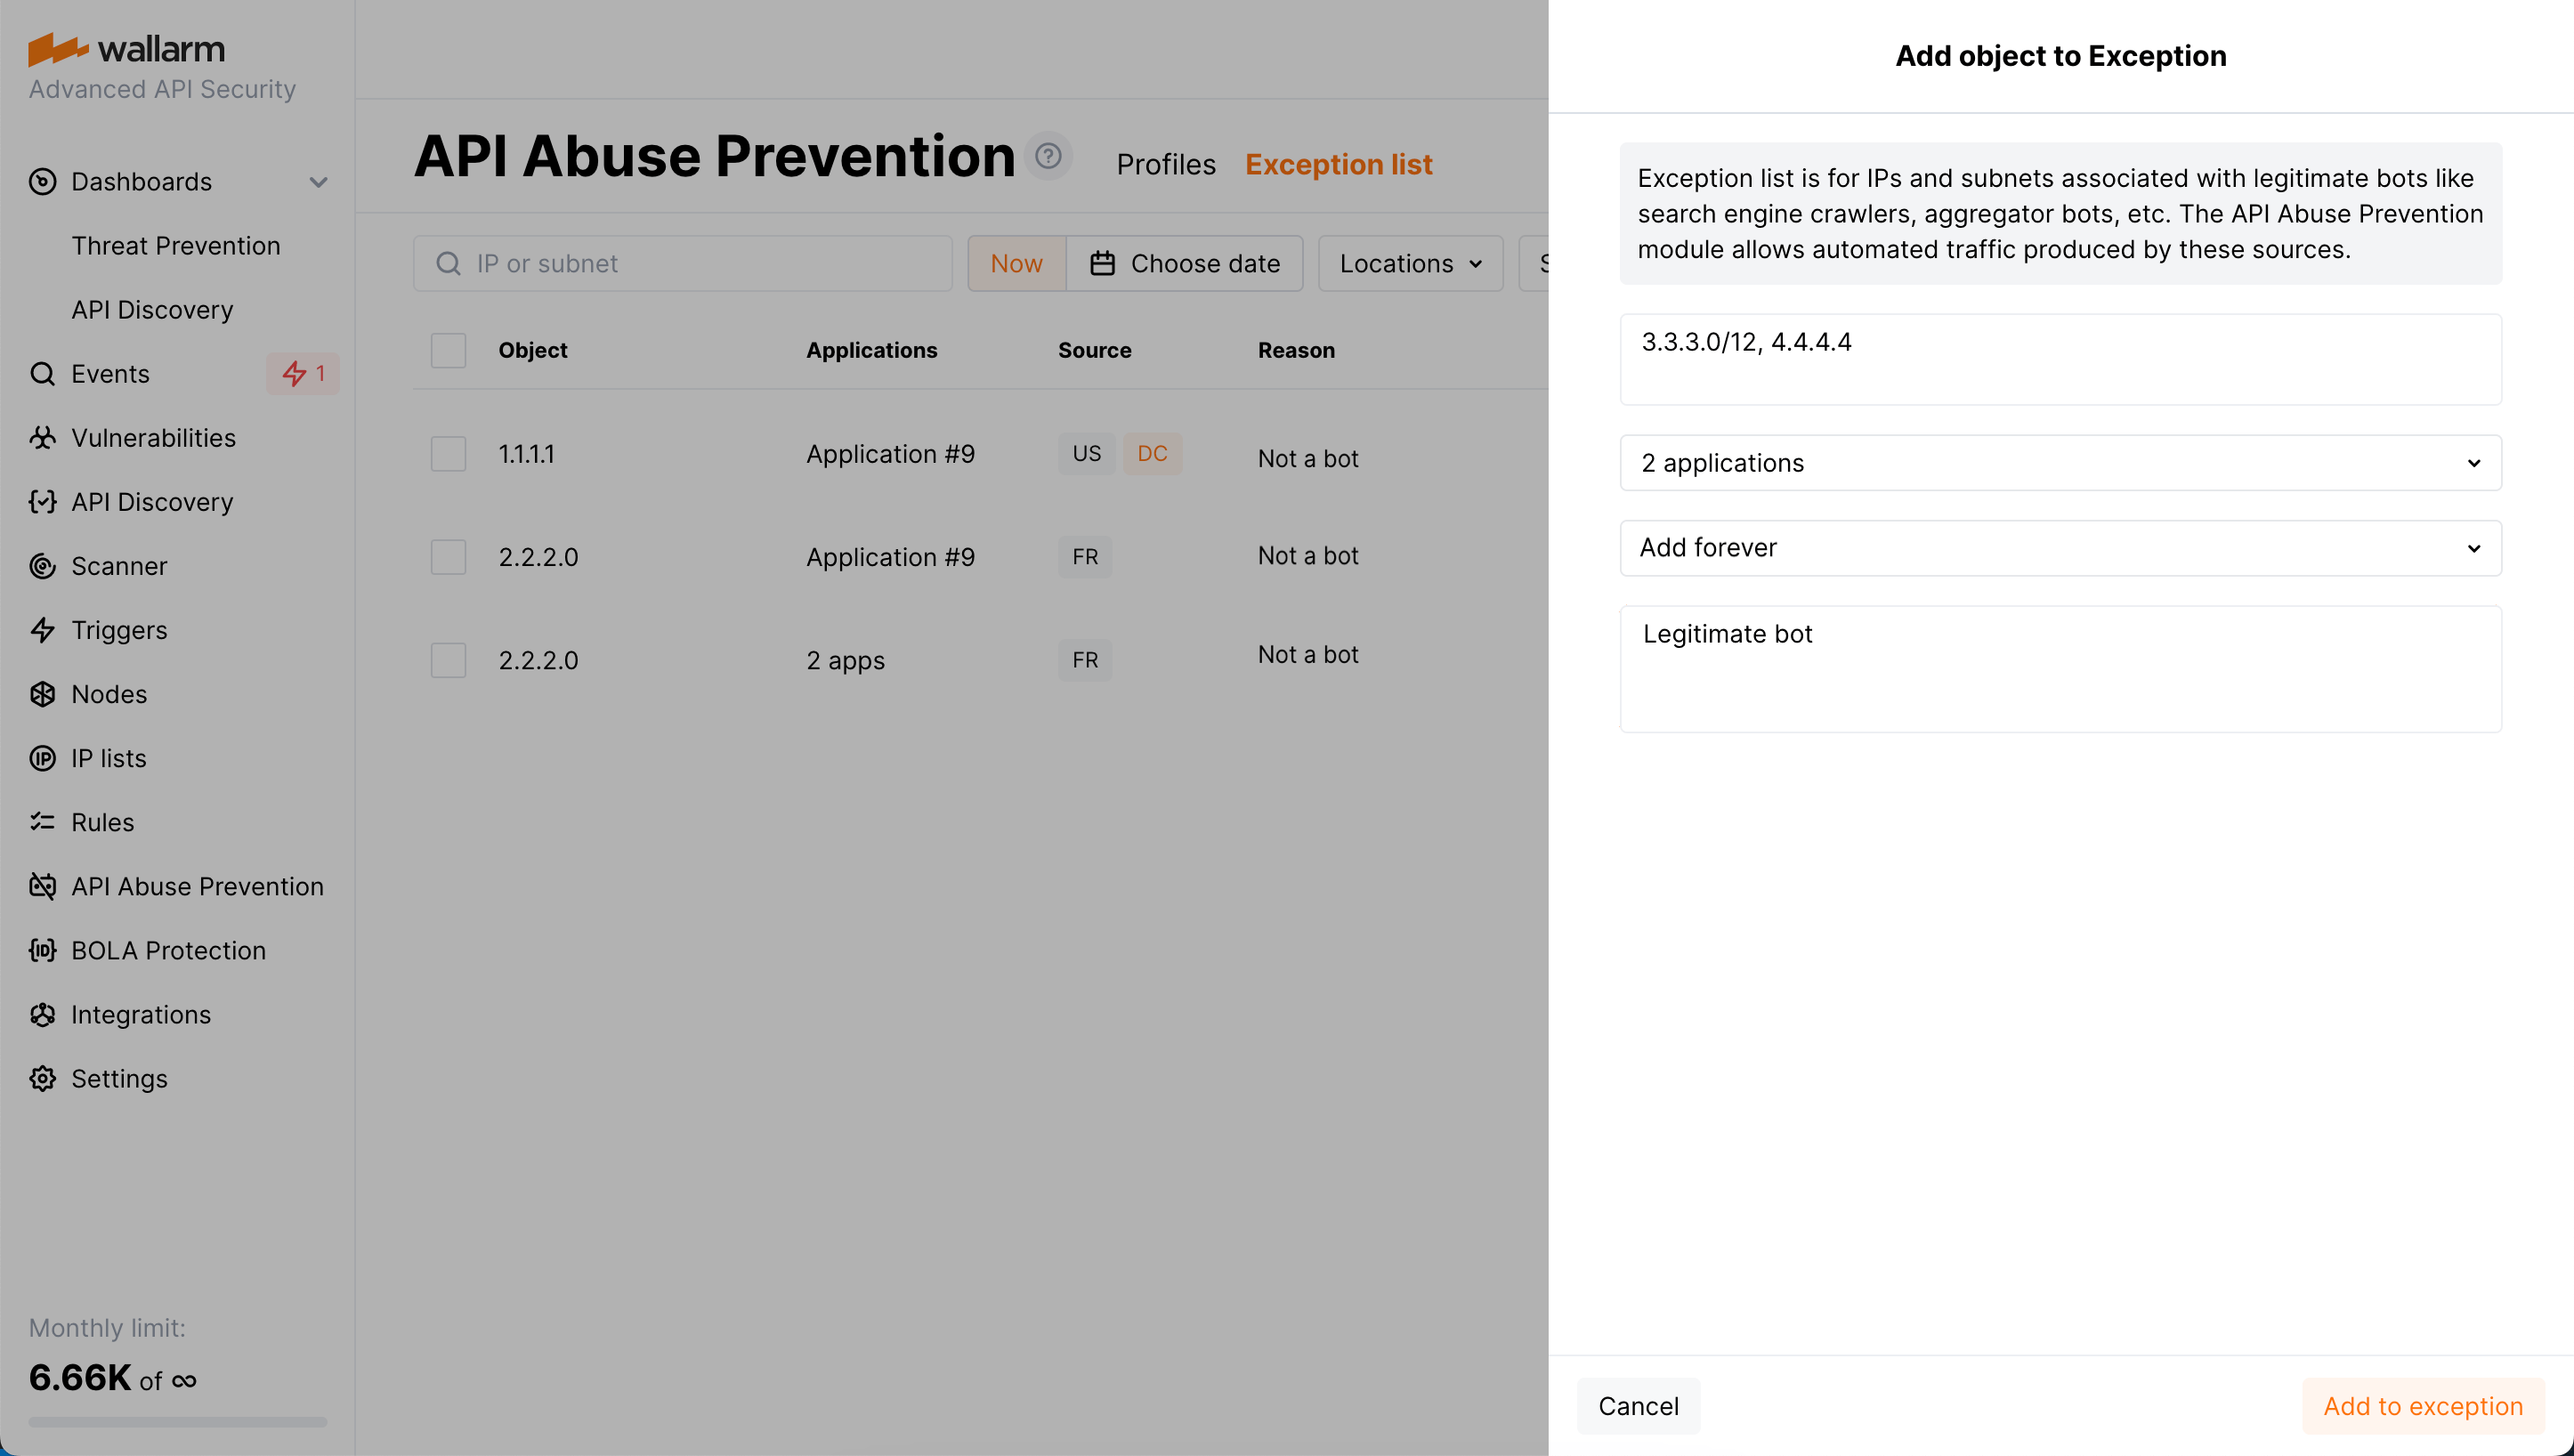 wallarm
Advanced API Security
Dashboards
Threat Prevention
API Discovery
Events
1
Vulnerabilities
API Discovery
Scanner
Triggers
Nodes
IP lists
Rules
API Abuse Prevention
BOLA Protection
Integrations
Settings
Monthly limit:
6.66K of ∞
API Abuse Prevention
Profiles
Exception list
IP or subnet
Now
Choose date
Locations
Object Applications Source Reason
1.1.1.1 Application #9 US DC Not a bot
2.2.2.0 Application #9 FR Not a bot
2.2.2.0 2 apps FR Not a bot
Add object to Exception
Exception list is for IPs and subnets associated with legitimate bots like
search engine crawlers, aggregator bots, etc. The API Abuse Prevention
module allows automated traffic produced by these sources.
3.3.3.0/12, 4.4.4.4
2 applications
Add forever
Legitimate bot
Cancel
Add to exception